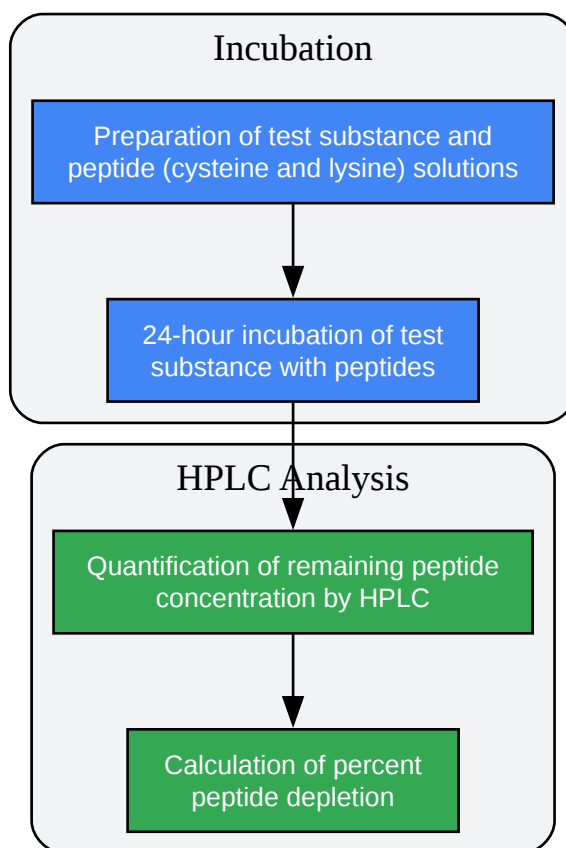 Incubation
Preparation of test substance and
peptide (cysteine and lysine) solutions
24-hour incubation of test
substance with peptides
HPLC Analysis
Quantification of remaining peptide
concentration by HPLC
Calculation of percent
peptide depletion